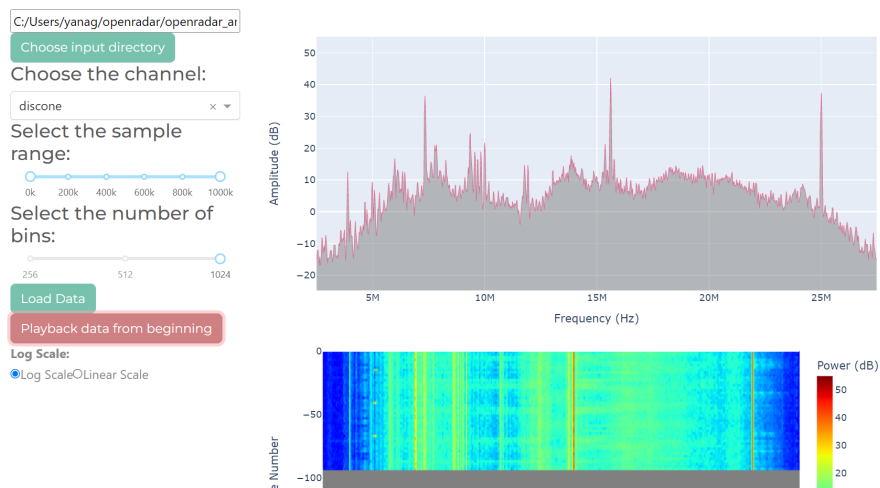 C:/Users/yanag/openradar/openradar_ar
Choose input directory
Choose the channel:
discone
Select the sample
range:
0k 200k 400k 600k 800k 1000k
Select the number of
bins:
256 512 1024
Load Data
Playback data from beginning
Log Scale:
Log Scale Linear Scale
50
40
30
20
10
0
−10
−20
Amplitude (dB)
5M 10M 15M 20M 25M
Frequency (Hz)
0
−50
−100
Power (dB)
50
40
30
20